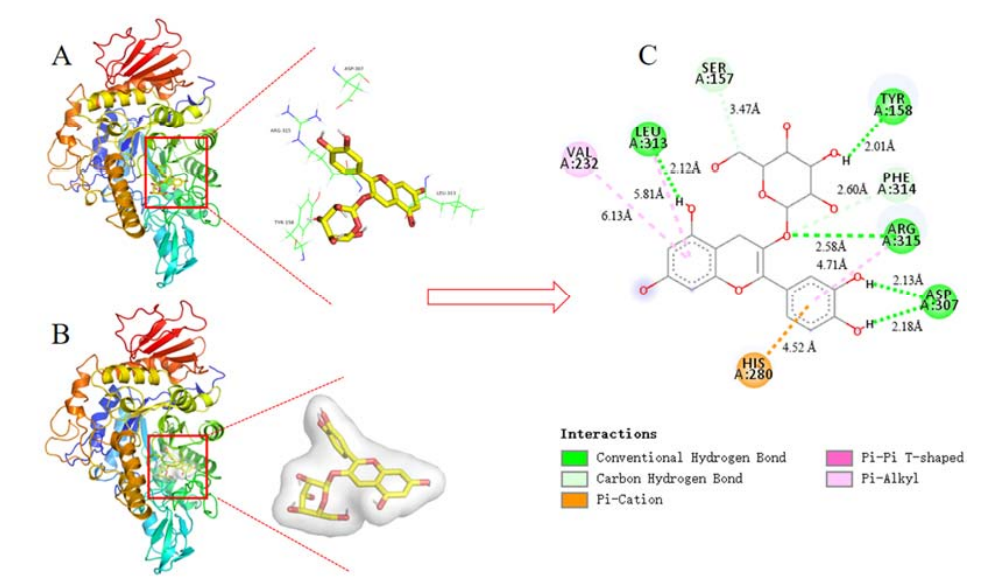 A
ASP-307
ARG-315
LEU-313
TYR-158
B
C
SER
A:157
TYR
A:158
LEU
A:313
VAL
A:232
PHE
A:314
ARG
A:315
ASP
A:307
HIS
A:280
3.47Å
2.01Å
2.12Å
5.81Å
6.13Å
2.60Å
2.58Å
4.71Å
2.13Å
2.18Å
4.52 Å
H
H
H
H
O
O
O
O
O
O
O
O
O
O
O
Interactions
Conventional Hydrogen Bond
Carbon Hydrogen Bond
Pi-Cation
Pi-Pi T-shaped
Pi-Alkyl